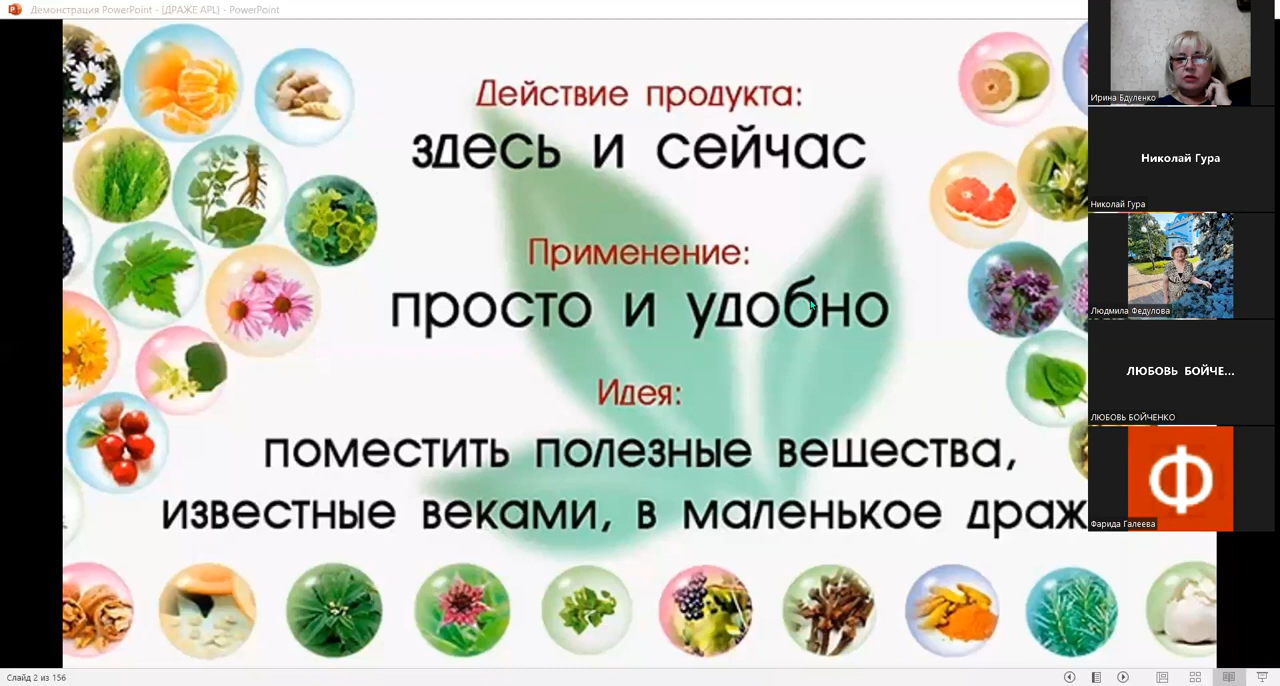 Демонстрация PowerPoint - [ДРАЖЕ APL] - PowerPoint
Действие продукта:
здесь и сейчас
Применение:
просто и удобно
Идея:
поместить полезные вещества,
известные веками, в маленькое драж
Ирина Бдуленко
Николай Гура
Николай Гура
Людмила Федулова
ЛЮБОВЬ БОЙЧЕ...
ЛЮБОВЬ БОЙЧЕНКО
Ф
Фарида Галеева
Слайд 2 из 156